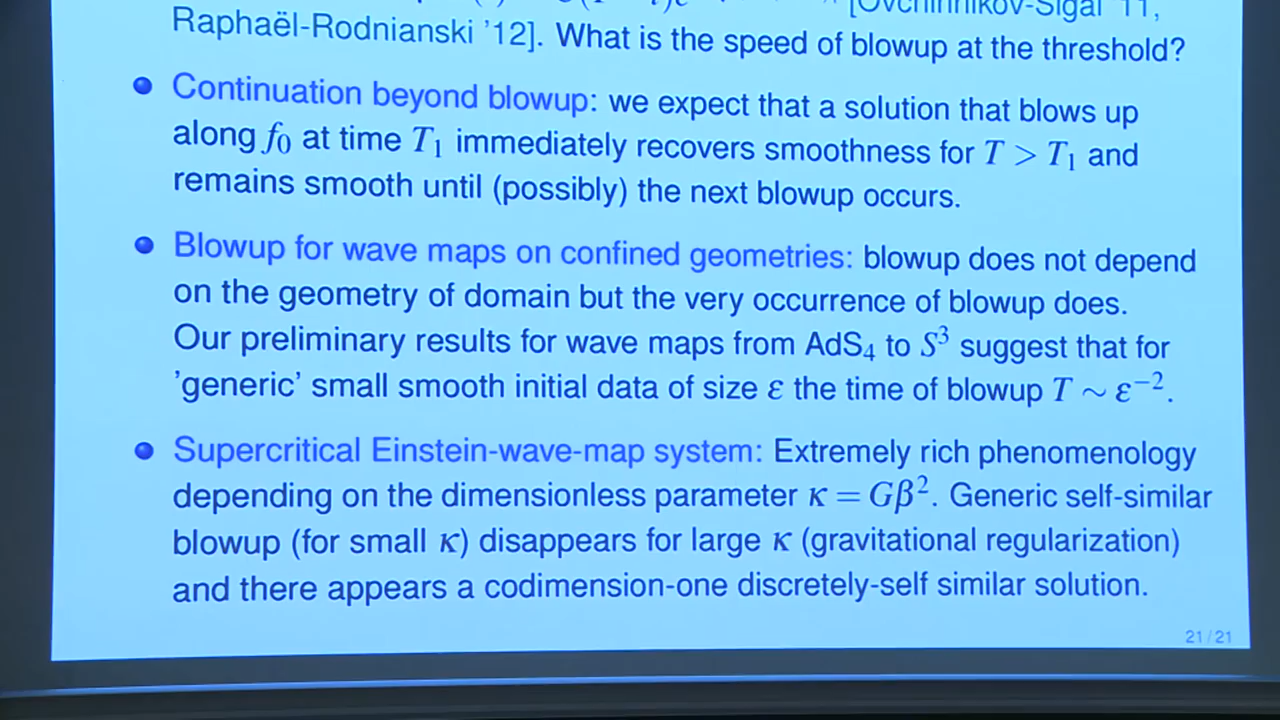 [Ovchinnikov-Sigal '11,
Raphaël-Rodnianski '12]. What is the speed of blowup at the threshold?
Continuation beyond blowup: we expect that a solution that blows up
along f₀ at time T₁ immediately recovers smoothness for T > T₁ and
remains smooth until (possibly) the next blowup occurs.
Blowup for wave maps on confined geometries: blowup does not depend
on the geometry of domain but the very occurrence of blowup does.
Our preliminary results for wave maps from AdS₄ to S³ suggest that for
'generic' small smooth initial data of size ε the time of blowup T ∼ ε⁻².
Supercritical Einstein-wave-map system: Extremely rich phenomenology
depending on the dimensionless parameter κ = Gβ². Generic self-similar
blowup (for small κ) disappears for large κ (gravitational regularization)
and there appears a codimension-one discretely-self similar solution.
21/21